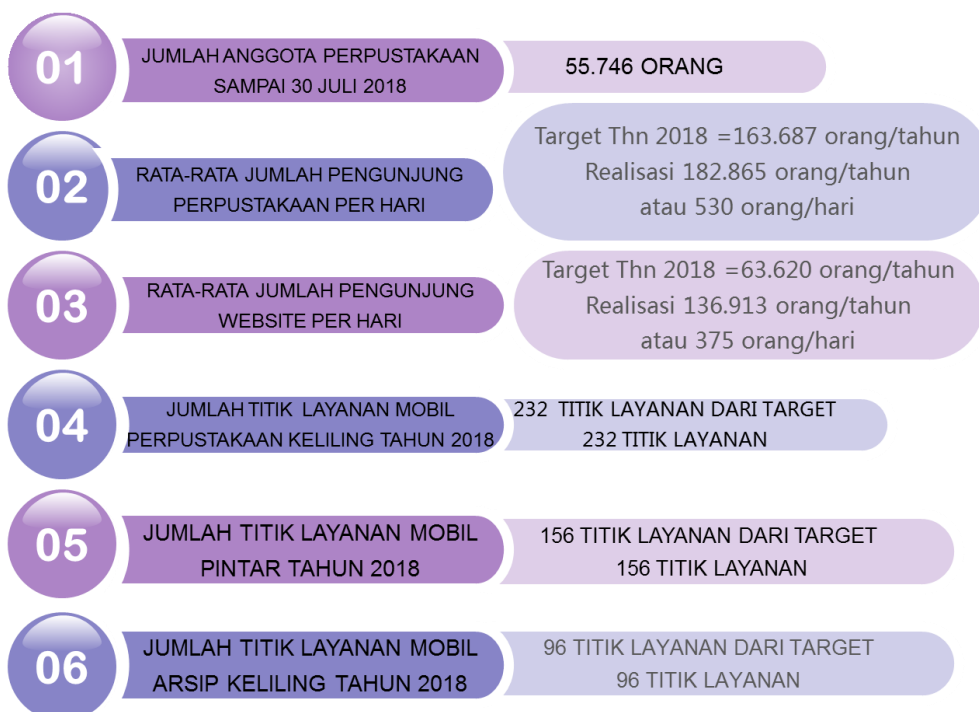 01
JUMLAH ANGGOTA PERPUSTAKAAN
SAMPAI 30 JULI 2018
55.746 ORANG
02
RATA-RATA JUMLAH PENGUNJUNG
PERPUSTAKAAN PER HARI
Target Thn 2018 =163.687 orang/tahun
Realisasi 182.865 orang/tahun
atau 530 orang/hari
03
RATA-RATA JUMLAH PENGUNJUNG
WEBSITE PER HARI
Target Thn 2018 =63.620 orang/tahun
Realisasi 136.913 orang/tahun
atau 375 orang/hari
04
JUMLAH TITIK LAYANAN MOBIL
PERPUSTAKAAN KELILING TAHUN 2018
232 TITIK LAYANAN DARI TARGET
232 TITIK LAYANAN
05
JUMLAH TITIK LAYANAN MOBIL
PINTAR TAHUN 2018
156 TITIK LAYANAN DARI TARGET
156 TITIK LAYANAN
06
JUMLAH TITIK LAYANAN MOBIL
ARSIP KELILING TAHUN 2018
96 TITIK LAYANAN DARI TARGET
96 TITIK LAYANAN